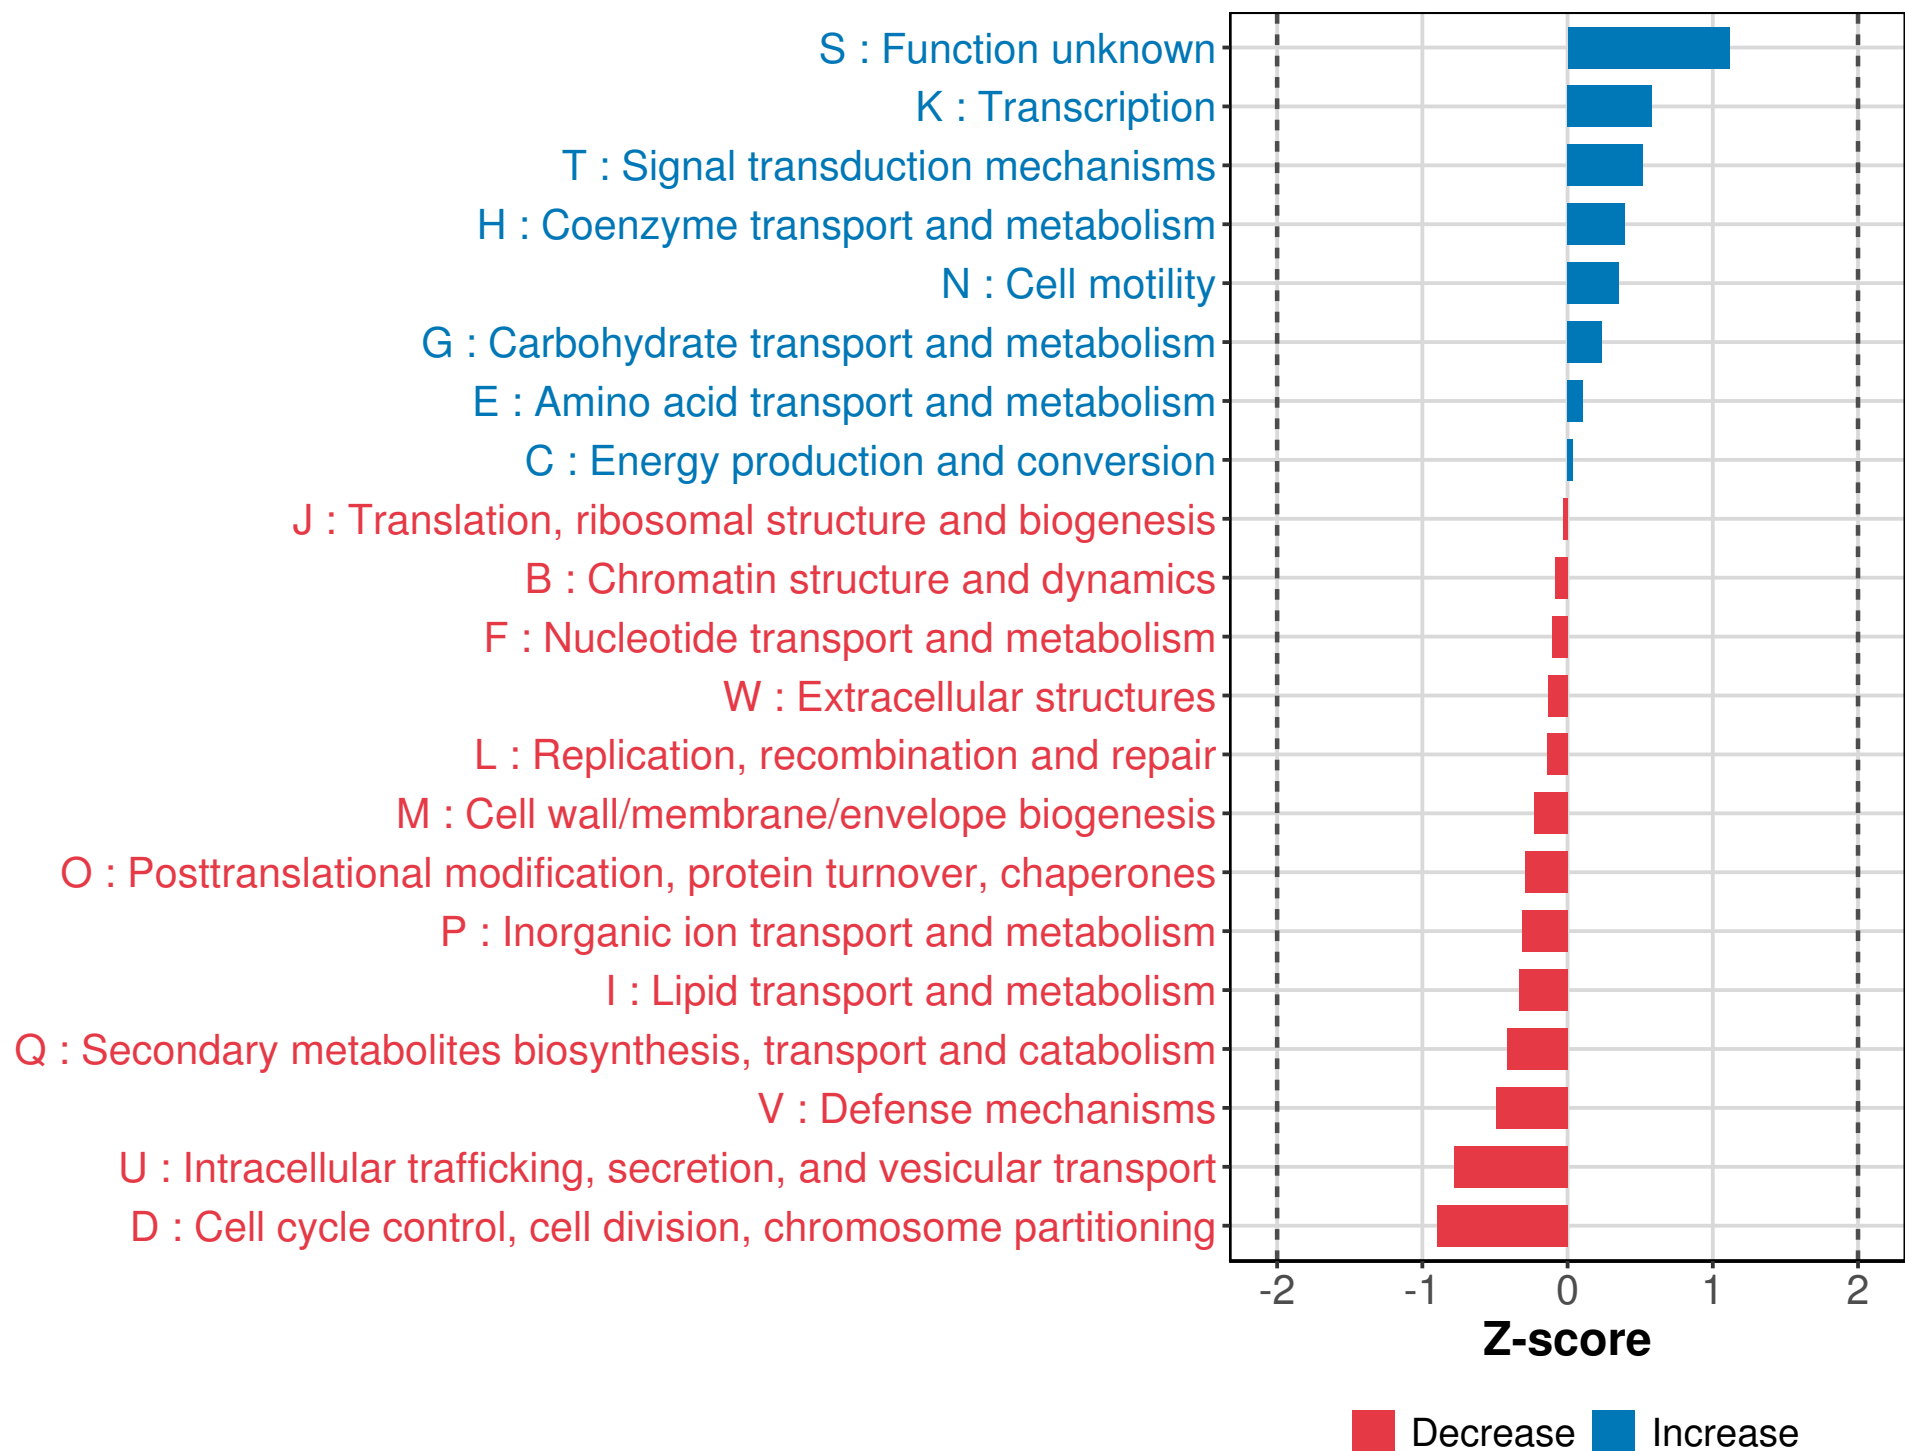 S : Function unknown
K : Transcription
T : Signal transduction mechanisms
H : Coenzyme transport and metabolism
N : Cell motility
G : Carbohydrate transport and metabolism
E : Amino acid transport and metabolism
C : Energy production and conversion
J : Translation, ribosomal structure and biogenesis
B : Chromatin structure and dynamics
F : Nucleotide transport and metabolism
W : Extracellular structures
L : Replication, recombination and repair
M : Cell wall/membrane/envelope biogenesis
O : Posttranslational modification, protein turnover, chaperones
P : Inorganic ion transport and metabolism
I : Lipid transport and metabolism
Q : Secondary metabolites biosynthesis, transport and catabolism
V : Defense mechanisms
U : Intracellular trafficking, secretion, and vesicular transport
D : Cell cycle control, cell division, chromosome partitioning
-2 -1 0 1 2
Z-score
Decrease Increase